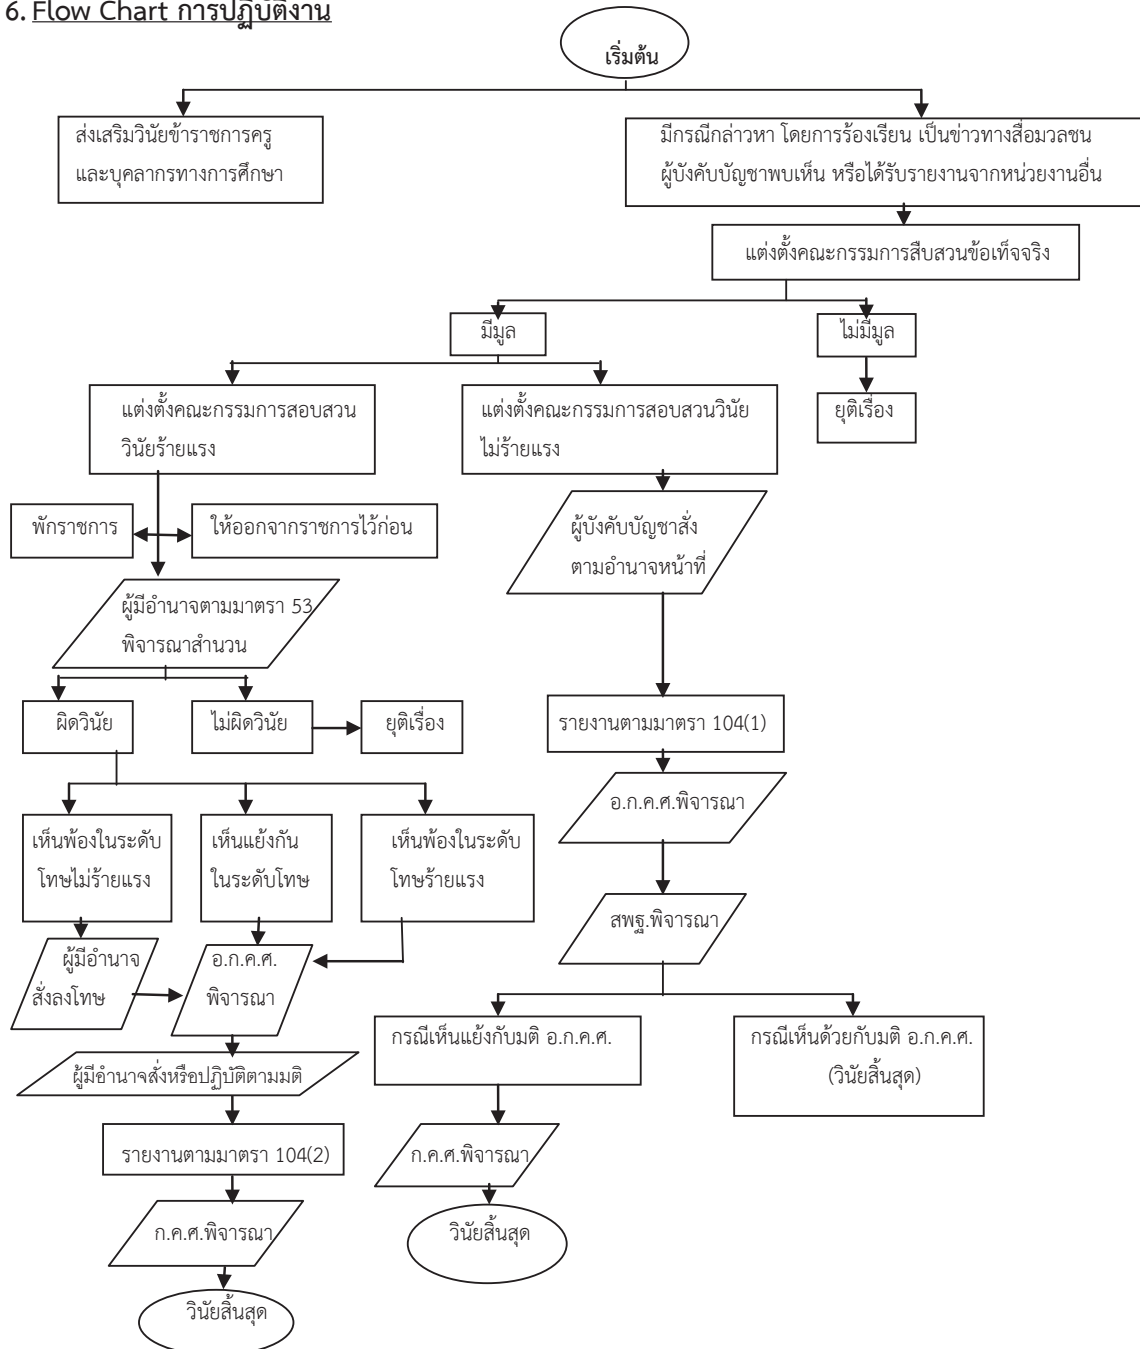 6. Flow Chart การปฏิบัติงาน
เริ่มต้น
ส่งเสริมวินัยข้าราชการครู
และบุคลากรทางการศึกษา
มีกรณีกล่าวหา โดยการร้องเรียน เป็นข่าวทางสื่อมวลชน
ผู้บังคับบัญชาพบเห็น หรือได้รับรายงานจากหน่วยงานอื่น
แต่งตั้งคณะกรรมการสืบสวนข้อเท็จจริง
มีมูล
ไม่มีมูล
แต่งตั้งคณะกรรมการสอบสวน
วินัยร้ายแรง
แต่งตั้งคณะกรรมการสอบสวนวินัย
ไม่ร้ายแรง
ยุติเรื่อง
พักราชการ
ให้ออกจากราชการไว้ก่อน
ผู้บังคับบัญชาสั่ง
ตามอำนาจหน้าที่
ผู้มีอำนาจตามมาตรา 53
พิจารณาสำนวน
ผิดวินัย
ไม่ผิดวินัย
ยุติเรื่อง
รายงานตามมาตรา 104(1)
อ.ก.ค.ศ.พิจารณา
เห็นพ้องในระดับ
โทษไม่ร้ายแรง
เห็นแย้งกัน
ในระดับโทษ
เห็นพ้องในระดับ
โทษร้ายแรง
สพฐ.พิจารณา
ผู้มีอำนาจ
สั่งลงโทษ
อ.ก.ค.ศ.
พิจารณา
กรณีเห็นแย้งกับมติ อ.ก.ค.ศ.
กรณีเห็นด้วยกับมติ อ.ก.ค.ศ.
(วินัยสิ้นสุด)
ผู้มีอำนาจสั่งหรือปฏิบัติตามมติ
รายงานตามมาตรา 104(2)
ก.ค.ศ.พิจารณา
ก.ค.ศ.พิจารณา
วินัยสิ้นสุด
วินัยสิ้นสุด